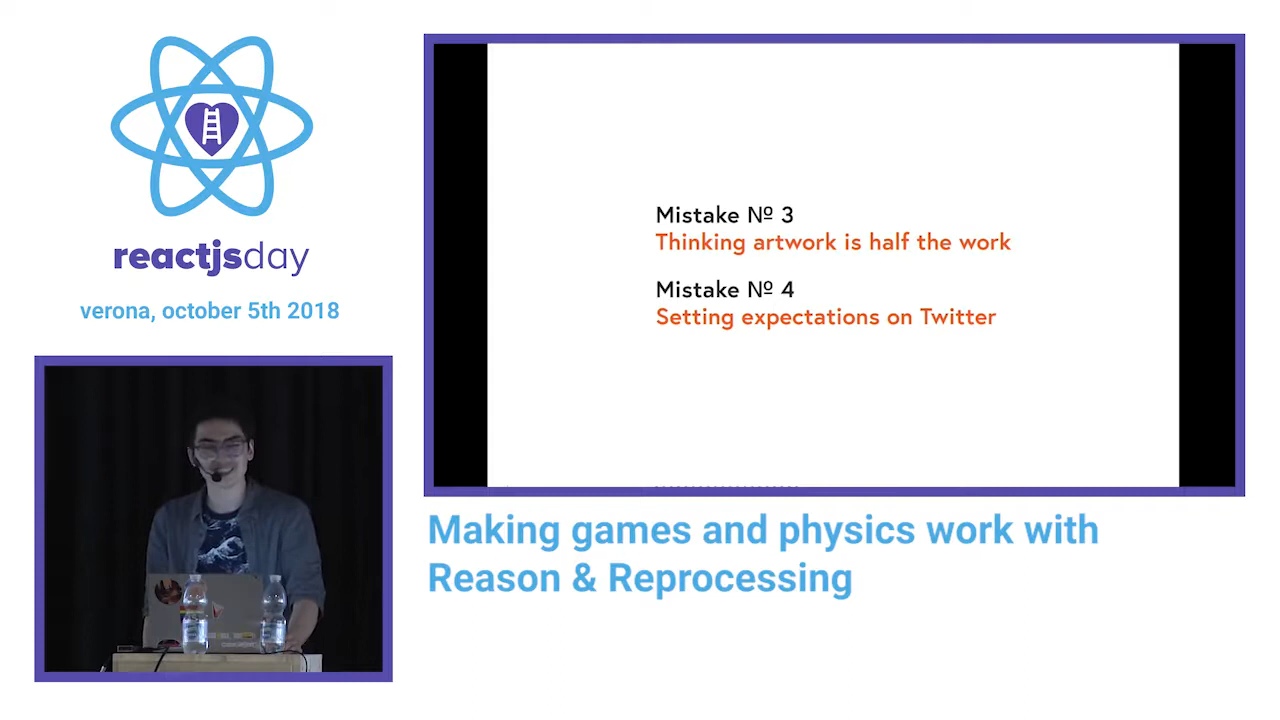 reactjsday
verona, october 5th 2018
Mistake № 3
Thinking artwork is half the work
Mistake № 4
Setting expectations on Twitter
Making games and physics work with
Reason & Reprocessing